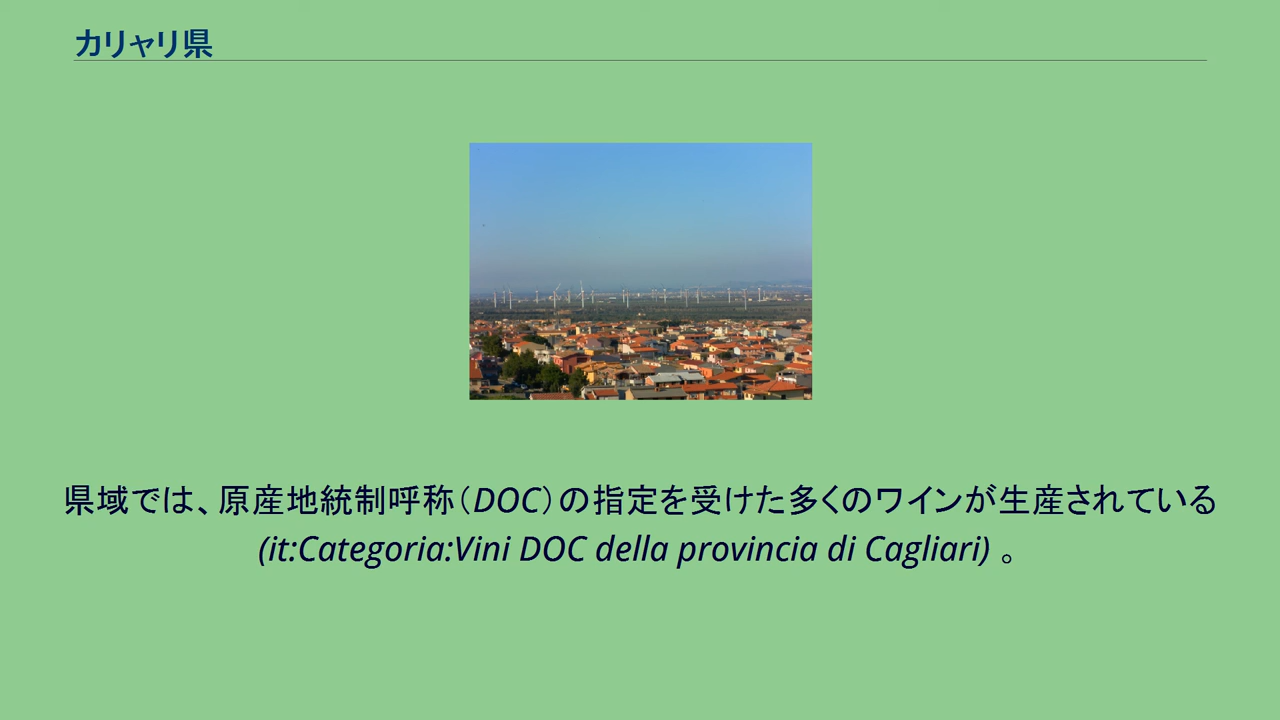 カリャリ県
県域では、原産地統制呼称（DOC）の指定を受けた多くのワインが生産されている
(it:Categoria:Vini DOC della provincia di Cagliari) 。